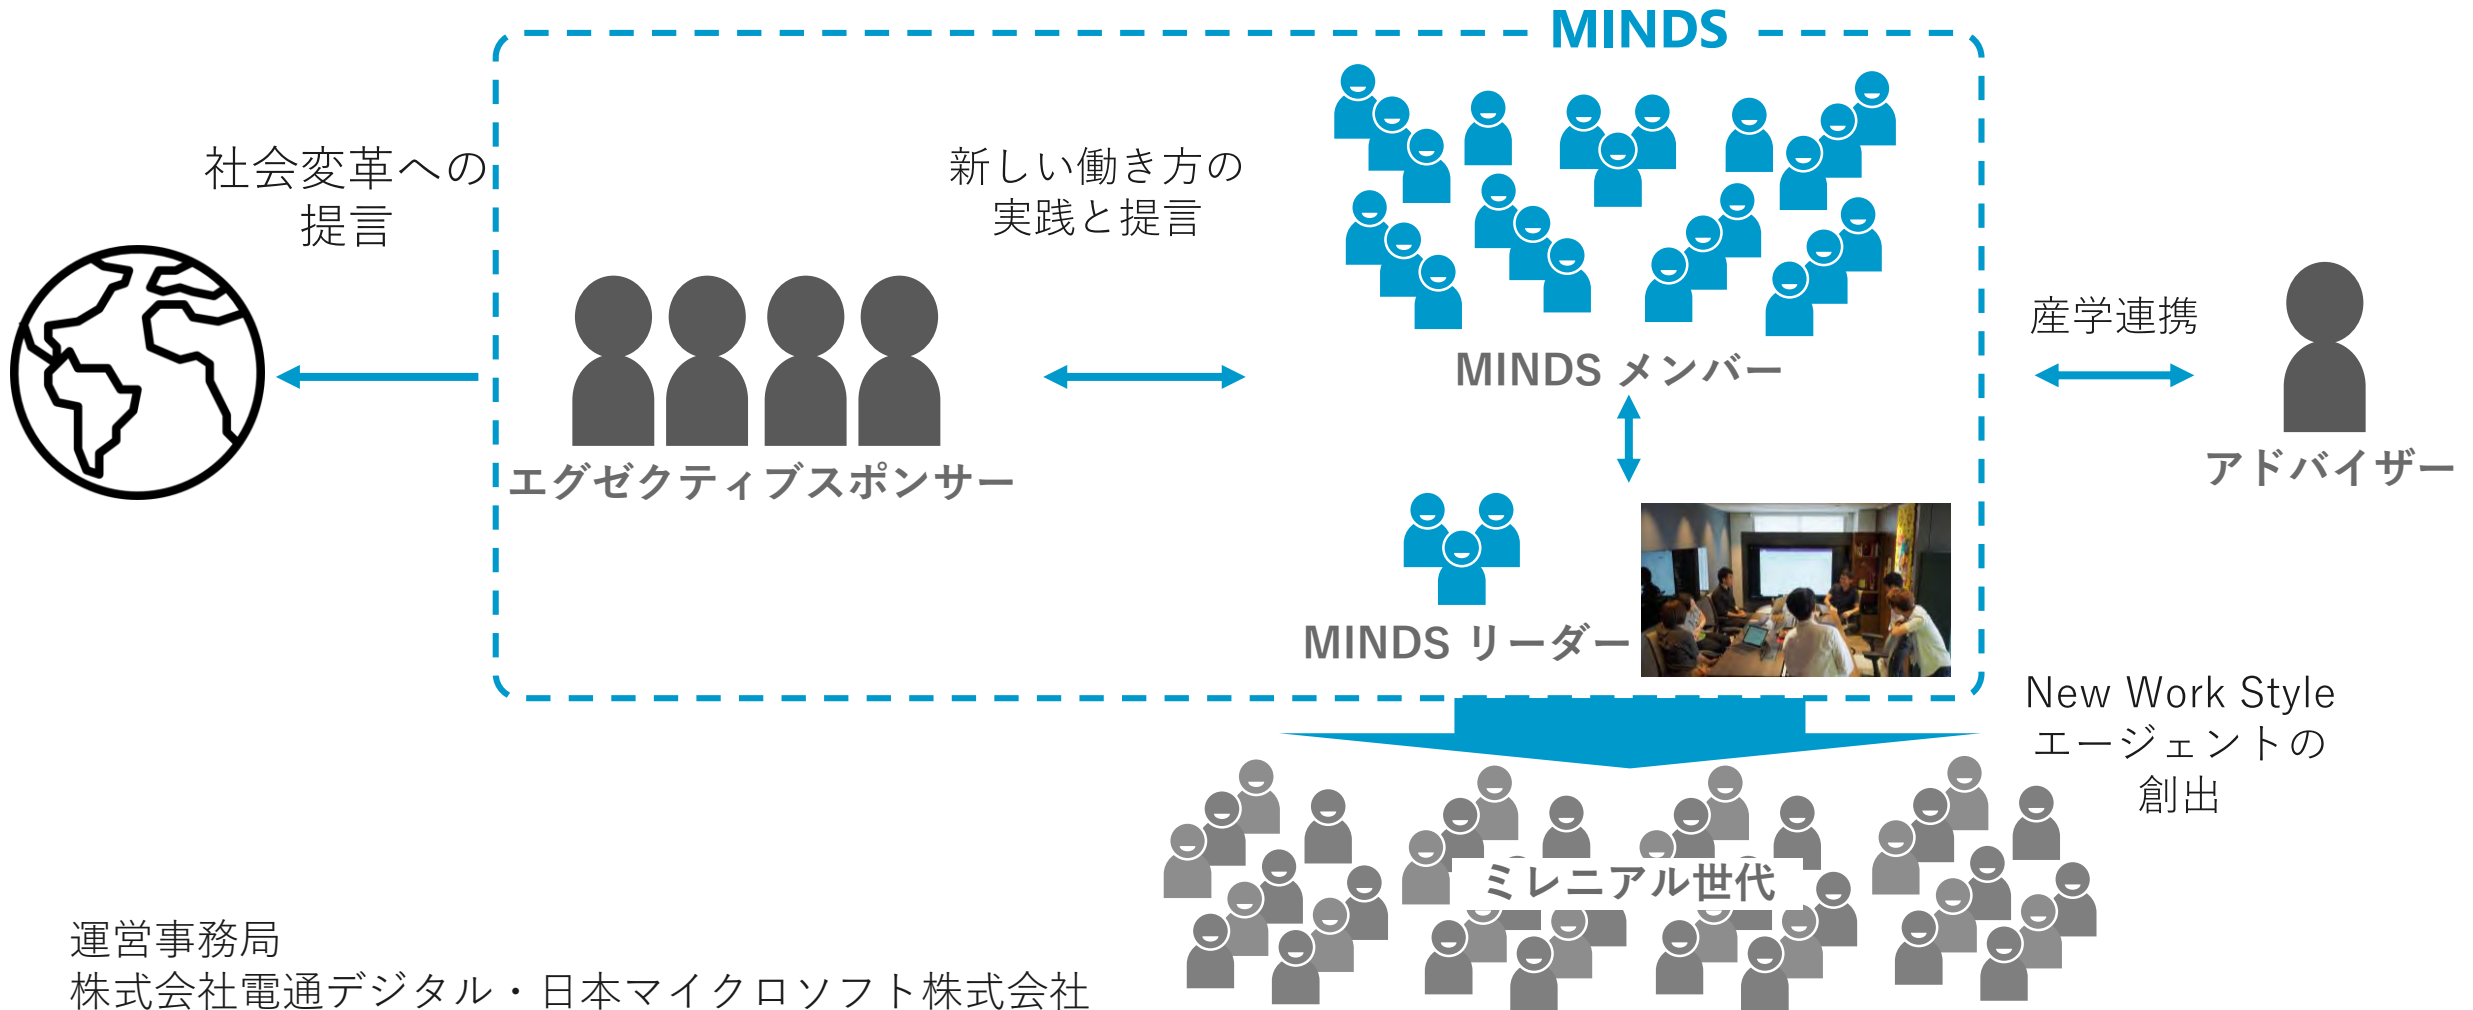 MINDS
社会変革への
提言
新しい働き方の
実践と提言
エグゼクティブスポンサー
MINDS メンバー
産学連携
アドバイザー
MINDS リーダー
New Work Style
エージェントの
創出
ミレニアル世代
運営事務局
株式会社電通デジタル・日本マイクロソフト株式会社